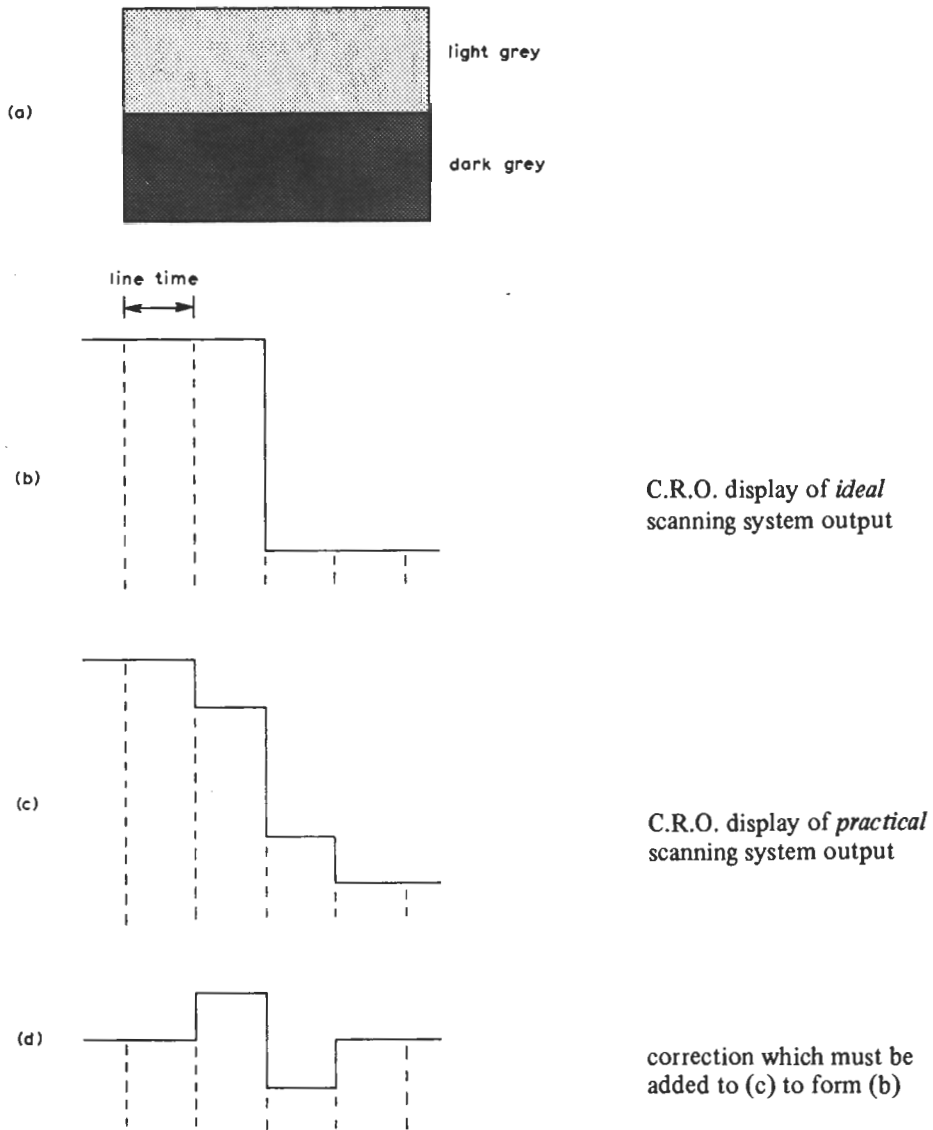 (a)
light grey
dark grey
line time
(b)
C.R.O. display of ideal
scanning system output
(c)
C.R.O. display of practical
scanning system output
(d)
correction which must be
added to (c) to form (b)